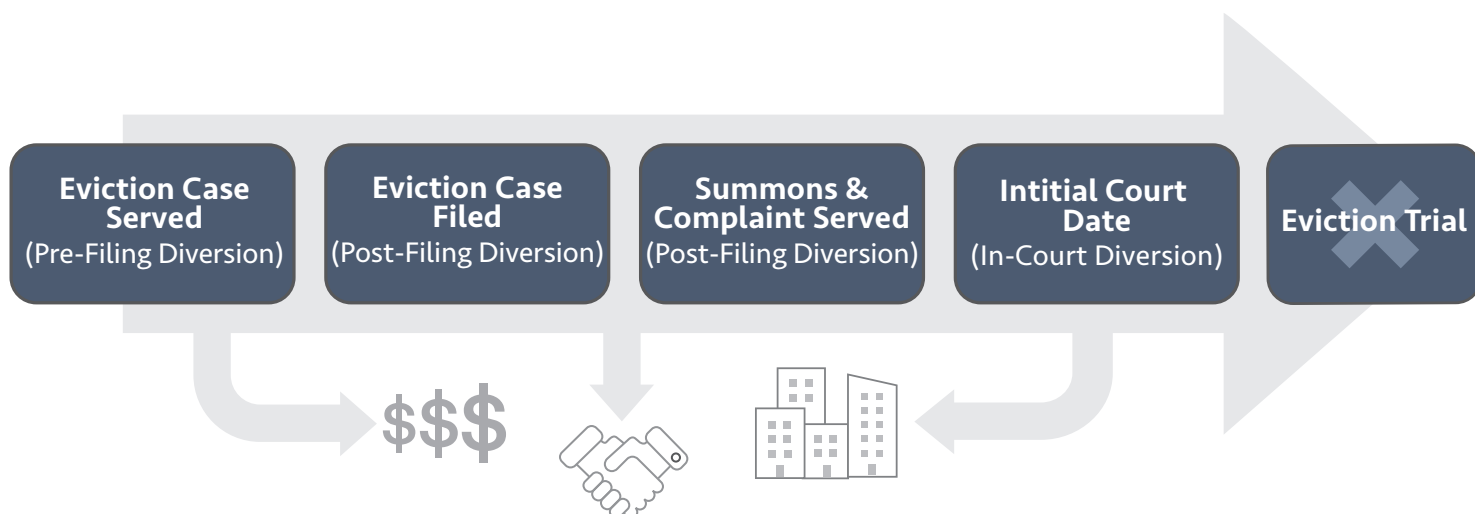 Eviction Case
Served
(Pre-Filing Diversion)
Eviction Case
Filed
(Post-Filing Diversion)
Summons &
Complaint Served
(Post-Filing Diversion)
Intitial Court
Date
(In-Court Diversion)
Eviction Trial
$$$